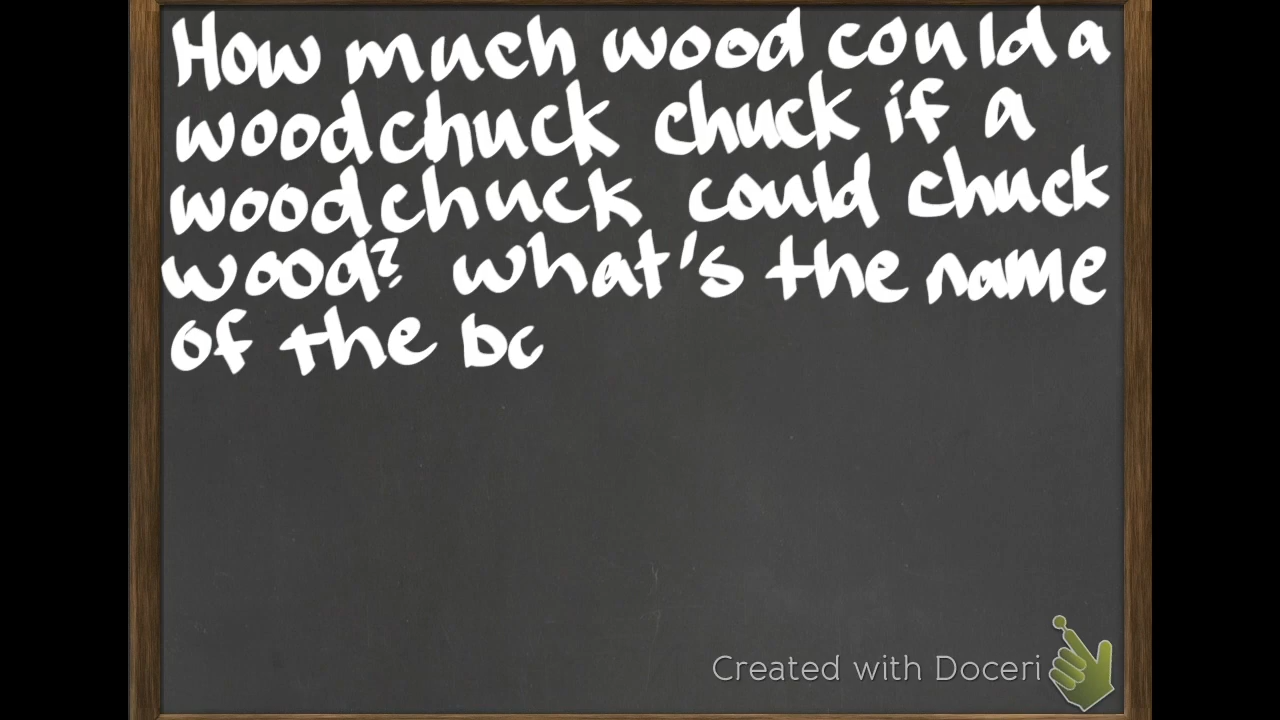 How much wood could a
woodchuck chuck if a
woodchuck could chuck
wood? what's the name
of the bc
Created with Doceri